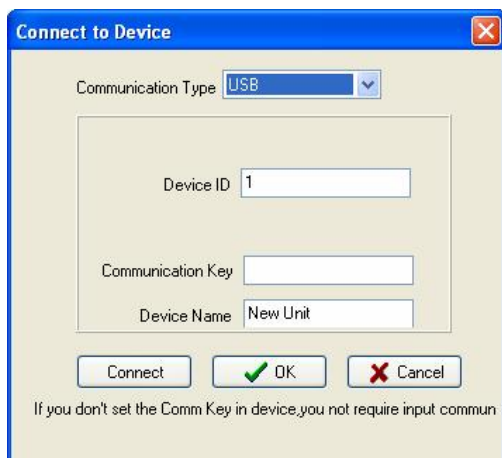 Connect to Device
Communication Type USB
Device ID 1
Communication Key
Device Name New Unit
Connect OK Cancel
If you don't set the Comm Key in device,you not require input commun